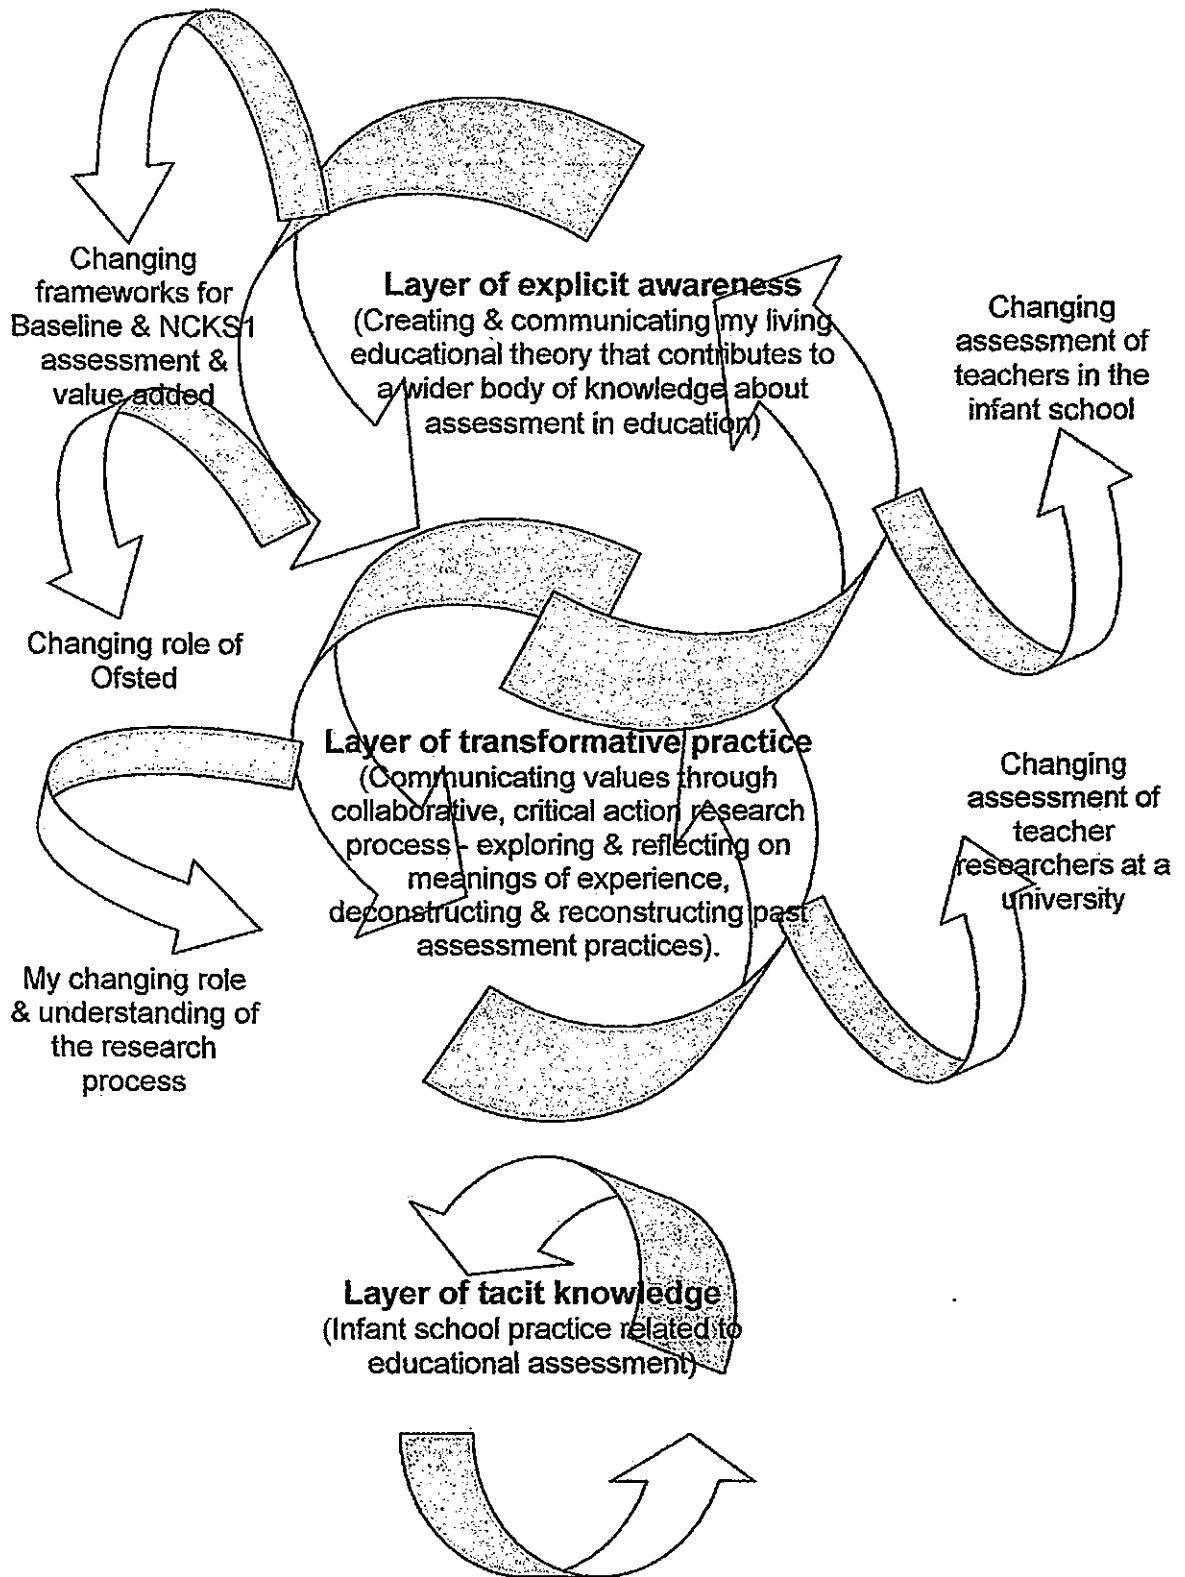 Changing
frameworks for
Baseline & NCKS1
assessment &
value added
Layer of explicit awareness
(Creating & communicating my living
educational theory that contributes to
a wider body of knowledge about
assessment in education)
Changing
assessment of
teachers in the
infant school
Changing role of
Ofsted
Layer of transformative practice
(Communicating values through
collaborative, critical action research
process - exploring & reflecting on
meanings of experience,
deconstructing & reconstructing past
assessment practices).
Changing
assessment of
teacher
researchers at a
university
My changing role
& understanding of
the research
process
Layer of tacit knowledge
(Infant school practice related to
educational assessment)